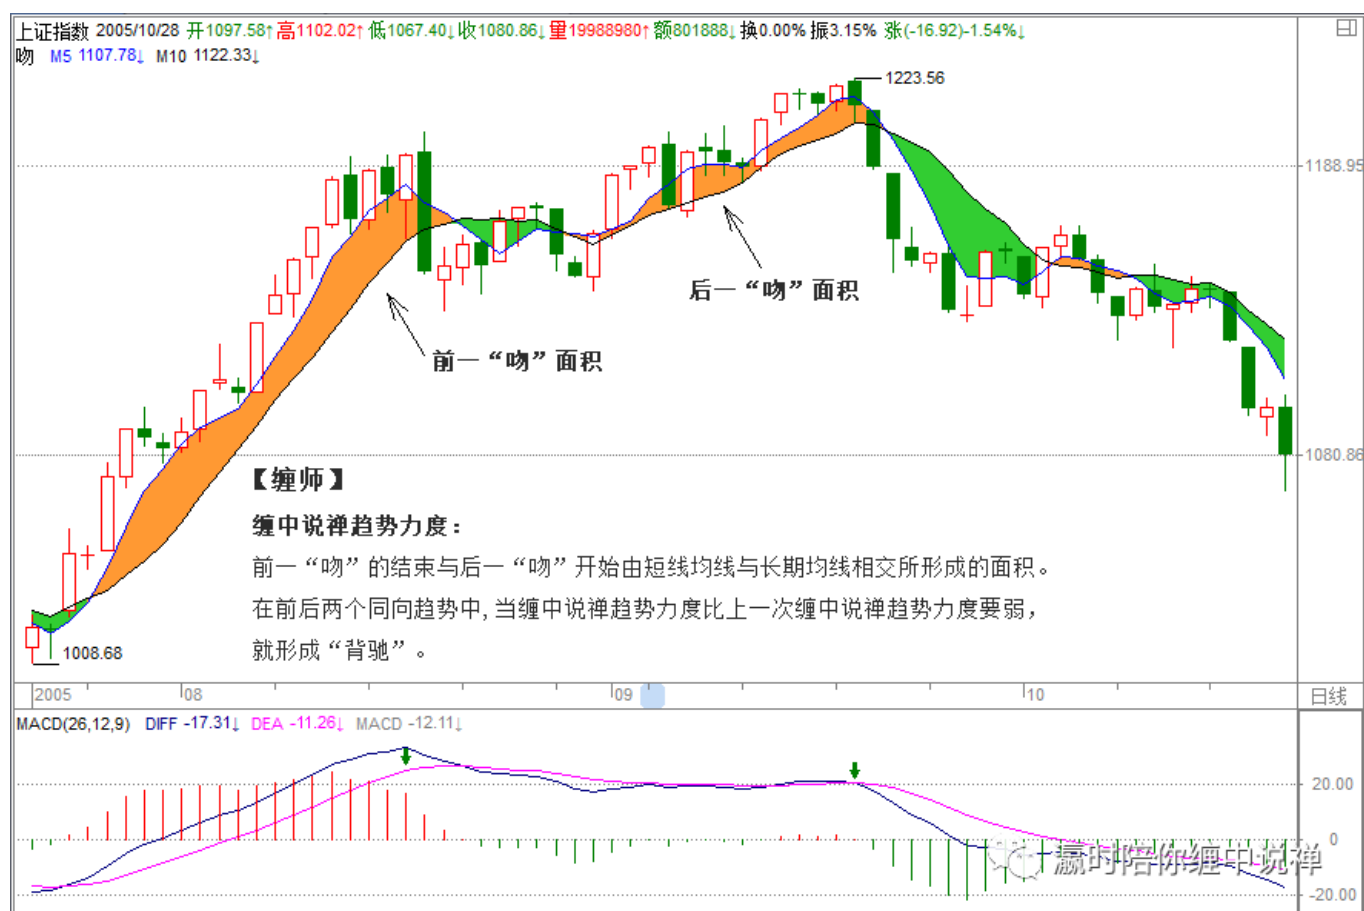 上证指数 2005/10/28 开1097.58↑ 高1102.02↑ 低1067.40↓ 收1080.86↓ 量19988980↑ 额801888↓ 换0.00% 振3.15% 涨(-16.92)-1.54%↓
吻 M5 1107.78↓ M10 1122.33↓
1223.56
1188.95
后一“吻”面积
前一“吻”面积
1080.86
【缠师】
缠中说禅趋势力度:
前一“吻”的结束与后一“吻”开始由短线均线与长期均线相交所形成的面积。
在前后两个同向趋势中,当缠中说禅趋势力度比上一次缠中说禅趋势力度要弱，
就形成“背驰”。
1008.68
2005 08 09 10 日线
MACD(26,12,9) DIFF -17.31↓ DEA -11.26↓ MACD -12.11↓
20.00
0
瀛时陪你缠中说禅
-20.00